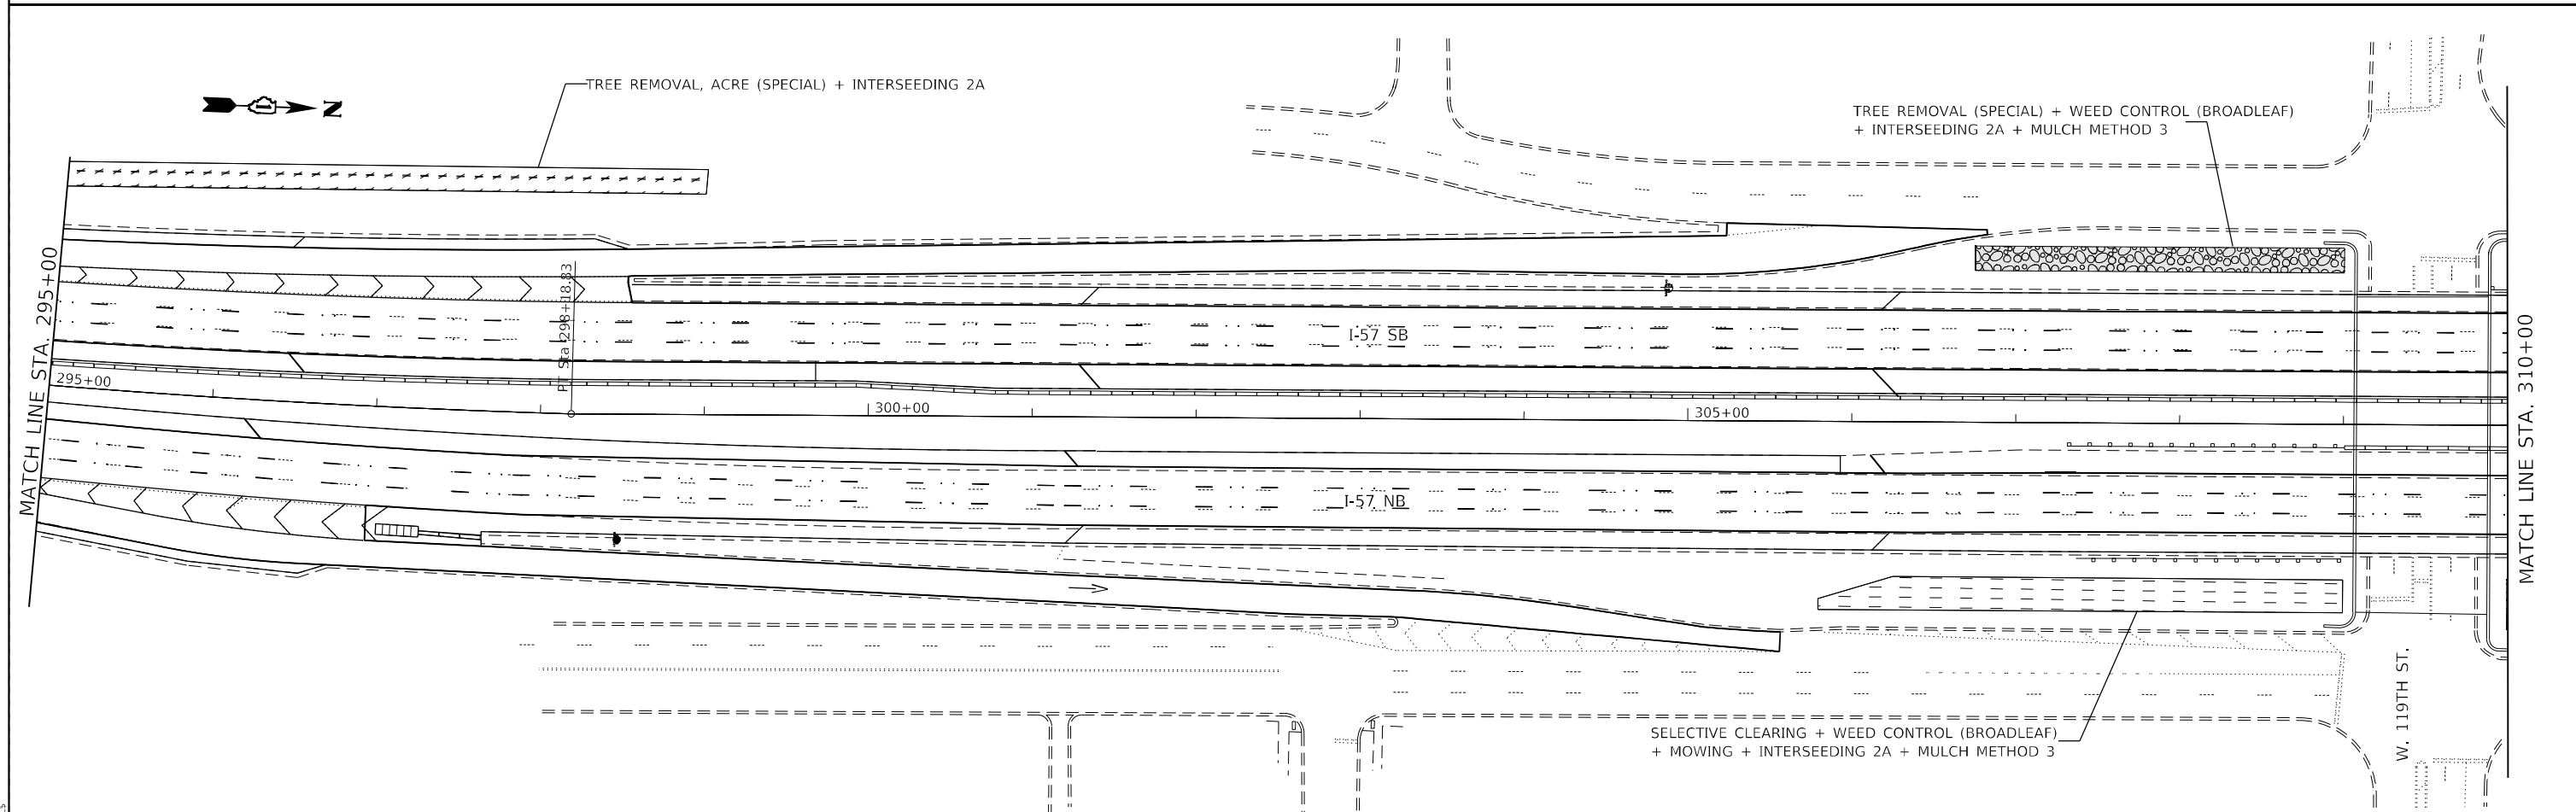 TREE REMOVAL, ACRE (SPECIAL) + INTERSEEDING 2A
N
TREE REMOVAL (SPECIAL) + WEED CONTROL (BROADLEAF)
+ INTERSEEDING 2A + MULCH METHOD 3
MATCH LINE STA. 295+00
PT Sta 298+18.83
I-57 SB
295+00
300+00
305+00
I-57 NB
MATCH LINE STA. 310+00
W. 119TH ST.
SELECTIVE CLEARING + WEED CONTROL (BROADLEAF)
+ MOWING + INTERSEEDING 2A + MULCH METHOD 3